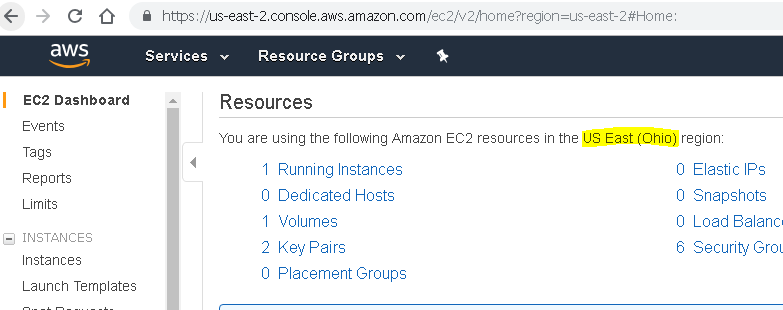 https://us-east-2.console.aws.amazon.com/ec2/v2/home?region=us-east-2#Home:
aws Services Resource Groups
EC2 Dashboard
Events
Tags
Reports
Limits
INSTANCES
Instances
Launch Templates
Resources
You are using the following Amazon EC2 resources in the US East (Ohio) region:
1 Running Instances
0 Elastic IPs
0 Dedicated Hosts
0 Snapshots
1 Volumes
0 Load Balanc
2 Key Pairs
6 Security Grou
0 Placement Groups